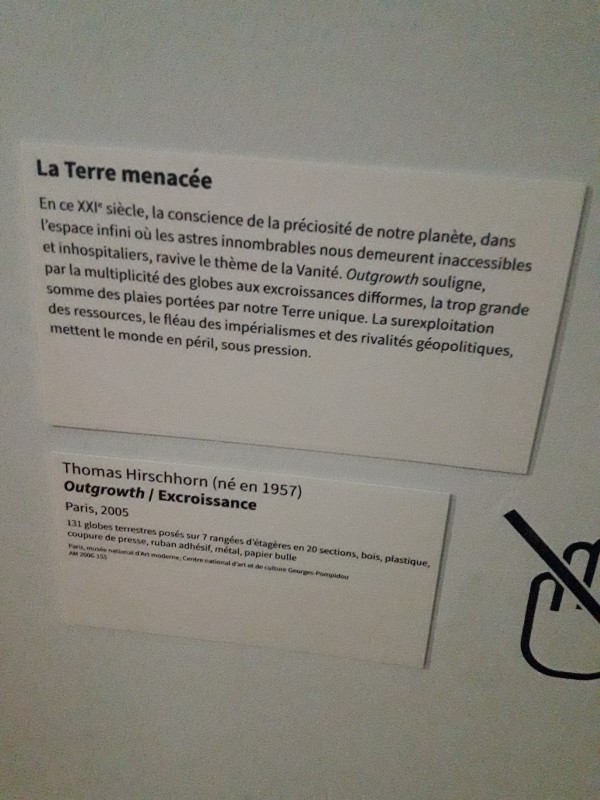 La Terre menacée
En ce XXIe siècle, la conscience de la préciosité de notre planète, dans
l'espace infini où les astres innombrables nous demeurent inaccessibles
et inhospitaliers, ravive le thème de la Vanité. Outgrowth souligne,
par la multiplicité des globes aux excroissances difformes, la trop grande
somme des plaies portées par notre Terre unique. La surexploitation
des ressources, le fléau des impérialismes et des rivalités géopolitiques,
mettent le monde en péril, sous pression.
Thomas Hirschhorn (né en 1957)
Outgrowth / Excroissance
Paris, 2005
131 globes terrestres posés sur 7 rangées d'étagères en 20 sections, bois, plastique,
coupure de presse, ruban adhésif, métal, papier bulle
Paris, musée national d'Art moderne, Centre national d'art et de culture Georges-Pompidou
AM 2006-155